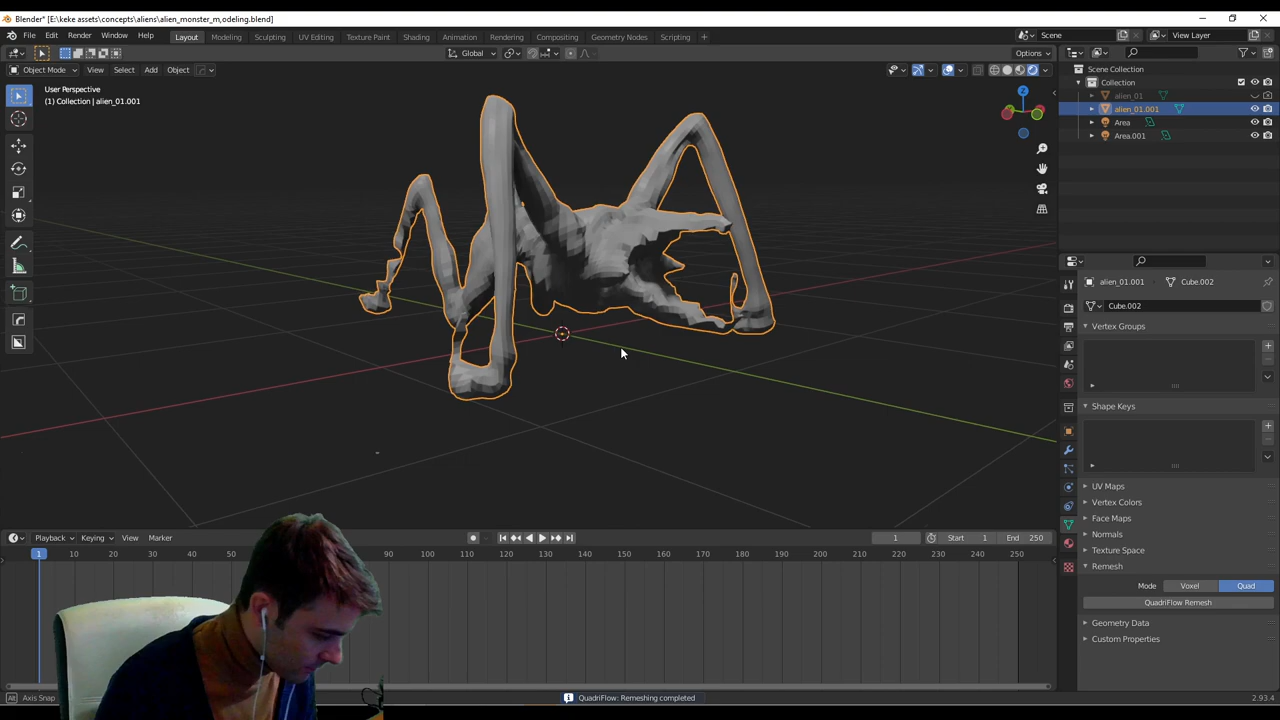 Blender* [E:\keke assets\concepts\aliens\alien_monster_m,odeling.blend]
File Edit Render Window Help Layout Modeling Sculpting UV Editing Texture Paint Shading Animation Rendering Compositing Geometry Nodes Scripting + Scene View Layer
Global Options
Object Mode View Select Add Object
User Perspective
(1) Collection | alien_01.001
Z
Scene Collection
Collection
alien_01
alien_01.001
Area
Area.001
alien_01.001 Cube.002
Cube.002
Vertex Groups
Shape Keys
UV Maps
Vertex Colors
Face Maps
Normals
Texture Space
Remesh
Mode Voxel Quad
QuadriFlow Remesh
Geometry Data
Custom Properties
Playback Keying View Marker 1 Start 1 End 250
1 10 20 30 40 50 90 100 110 120 130 140 150 160 170 180 190 200 210 220 230 240 250
Axis Snap QuadriFlow: Remeshing completed 2.93.4